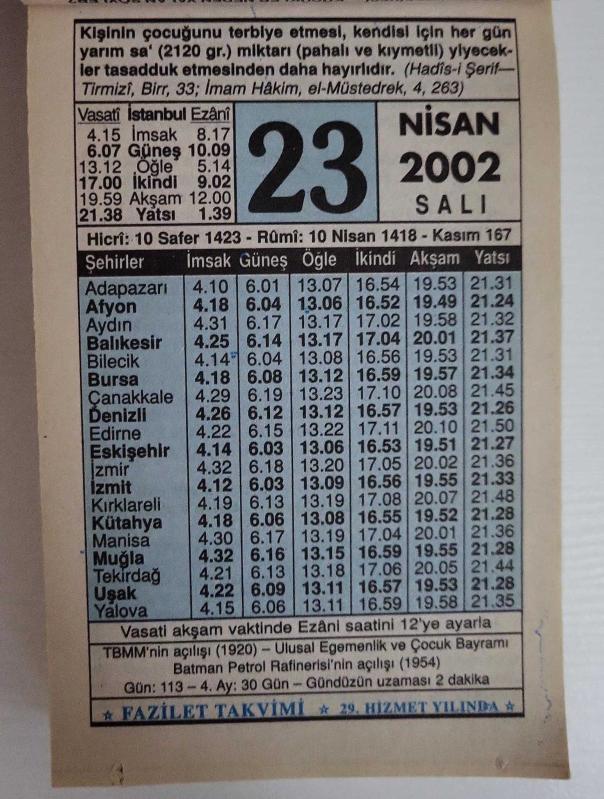 Kişinin çocuğunu terbiye etmesi, kendisi için her gün
yarım sa' (2120 gr.) miktarı (pahalı ve kıymetli) yiyecek-
ler tasadduk etmesinden daha hayırlıdır. (Hadîs-i Şerif—
Tirmizî, Birr, 33; İmam Hâkim, el-Müstedrek, 4, 263)
Vasatî İstanbul Ezânî
4.15 İmsak 8.17
6.07 Güneş 10.09
13.12 Öğle 5.14
17.00 İkindi 9.02
19.59 Akşam 12.00
21.38 Yatsı 1.39
23
NİSAN
2002
SALI
Hicrî: 10 Safer 1423 - Rûmî: 10 Nisan 1418 - Kasım 167
Şehirler İmsak Güneş Öğle İkindi Akşam Yatsı
Adapazarı 4.10 6.01 13.07 16.54 19.53 21.31
Afyon 4.18 6.04 13.06 16.52 19.49 21.24
Aydın 4.31 6.17 13.17 17.02 19.58 21.32
Balıkesir 4.25 6.14 13.17 17.04 20.01 21.37
Bilecik 4.14 6.04 13.08 16.56 19.53 21.31
Bursa 4.18 6.08 13.12 16.59 19.57 21.34
Çanakkale 4.29 6.19 13.23 17.10 20.08 21.45
Denizli 4.26 6.12 13.12 16.57 19.53 21.26
Edirne 4.22 6.15 13.22 17.11 20.10 21.50
Eskişehir 4.14 6.03 13.06 16.53 19.51 21.27
İzmir 4.32 6.18 13.20 17.05 20.02 21.36
İzmit 4.12 6.03 13.09 16.56 19.55 21.33
Kırklareli 4.19 6.13 13.19 17.08 20.07 21.48
Kütahya 4.18 6.06 13.08 16.55 19.52 21.28
Manisa 4.30 6.17 13.19 17.04 20.01 21.36
Muğla 4.32 6.16 13.15 16.59 19.55 21.28
Tekirdağ 4.21 6.13 13.18 17.06 20.05 21.44
Uşak 4.22 6.09 13.11 16.57 19.53 21.28
Yalova 4.15 6.06 13.11 16.59 19.58 21.35
Vasati akşam vaktinde Ezâni saatini 12'ye ayarla
TBMM'nin açılışı (1920) – Ulusal Egemenlik ve Çocuk Bayramı
Batman Petrol Rafinerisi'nin açılışı (1954)
Gün: 113 – 4. Ay: 30 Gün – Gündüzün uzaması 2 dakika
☆ FAZİLET TAKVİMİ ☆ 29. HİZMET YILINDA ☆